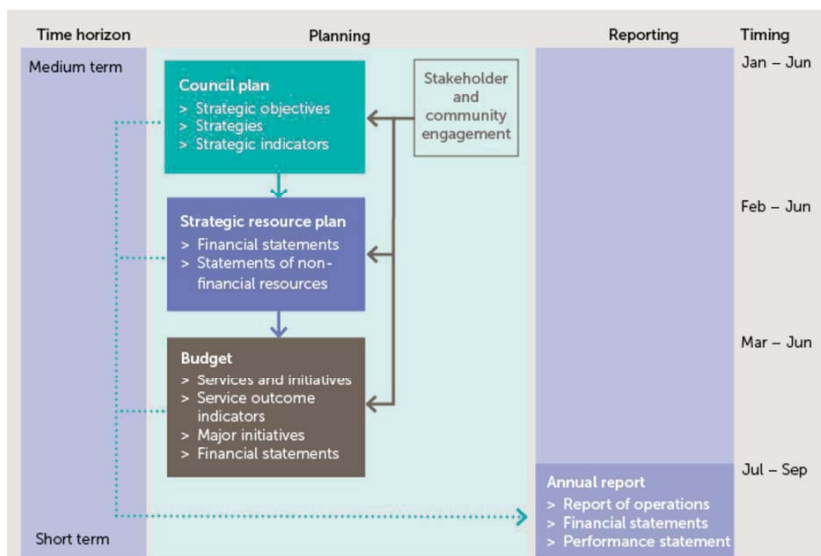 Time horizon
Planning
Reporting
Timing
Medium term
Jan – Jun
Council plan
> Strategic objectives
> Strategies
> Strategic indicators
Stakeholder
and
community
engagement
Feb – Jun
Strategic resource plan
> Financial statements
> Statements of non-
financial resources
Mar – Jun
Budget
> Services and initiatives
> Service outcome
indicators
> Major initiatives
> Financial statements
Jul – Sep
Annual report
> Report of operations
> Financial statements
> Performance statement
Short term